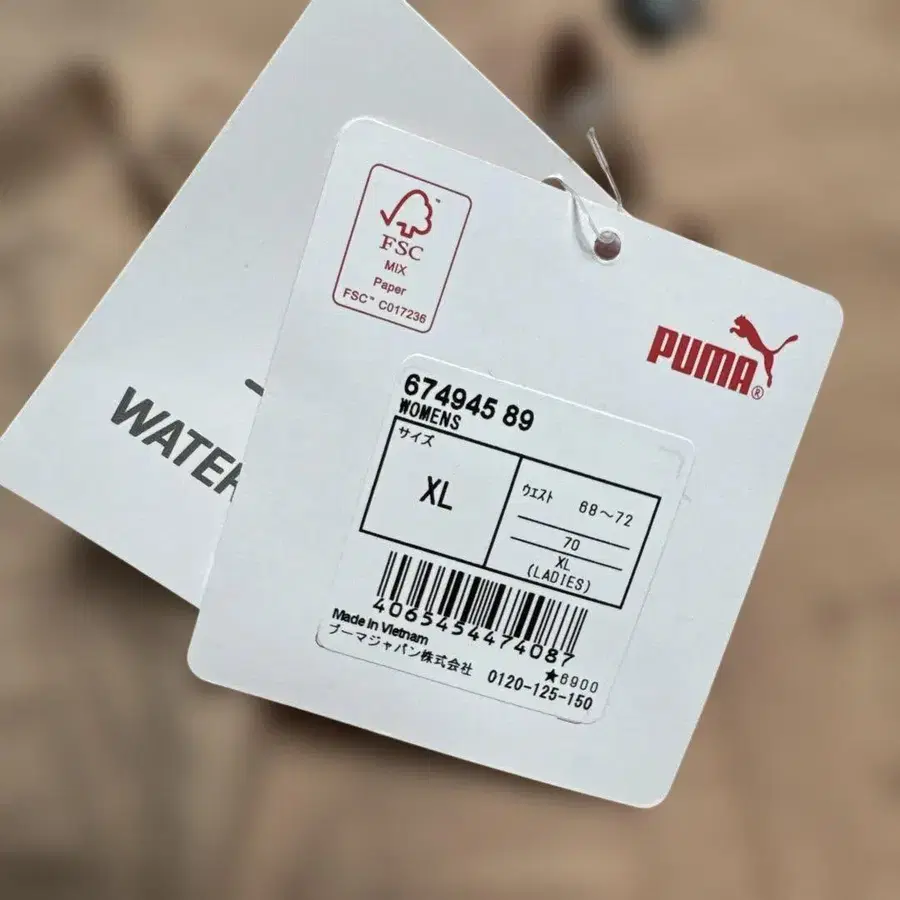 FSC™
MIX
Paper
FSC™ C017236
PUMA®
WATER
674945 89
WOMENS
サイズ
XL
ウエスト 68～72
70
XL
(LADIES)
4065454474087
Made in Vietnam
★6900
プーマジャパン株式会社 0120-125-150